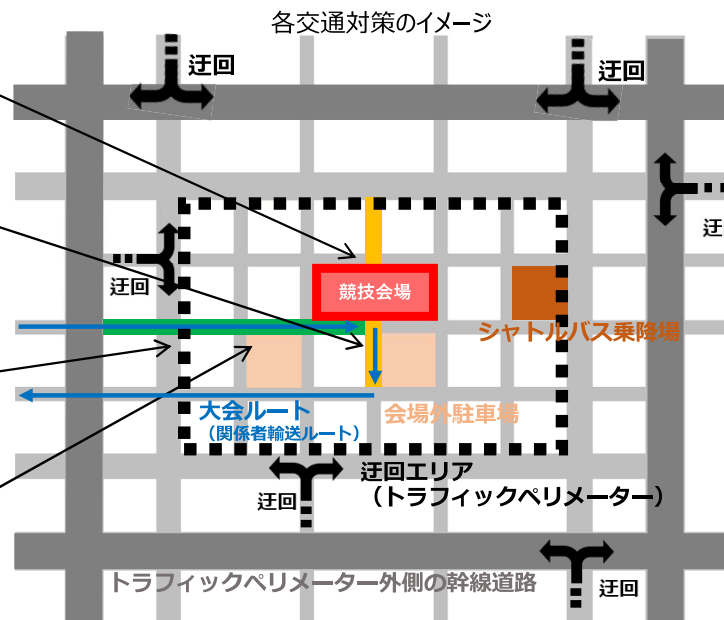 各交通対策のイメージ
迂回
迂回
迂
迂回
競技会場
シャトルバス乗降場
大会ルート
（関係者輸送ルート）
会場外駐車場
迂回エリア
（トラフィックペリメーター）
迂回
トラフィックペリメーター外側の幹線道路
迂回